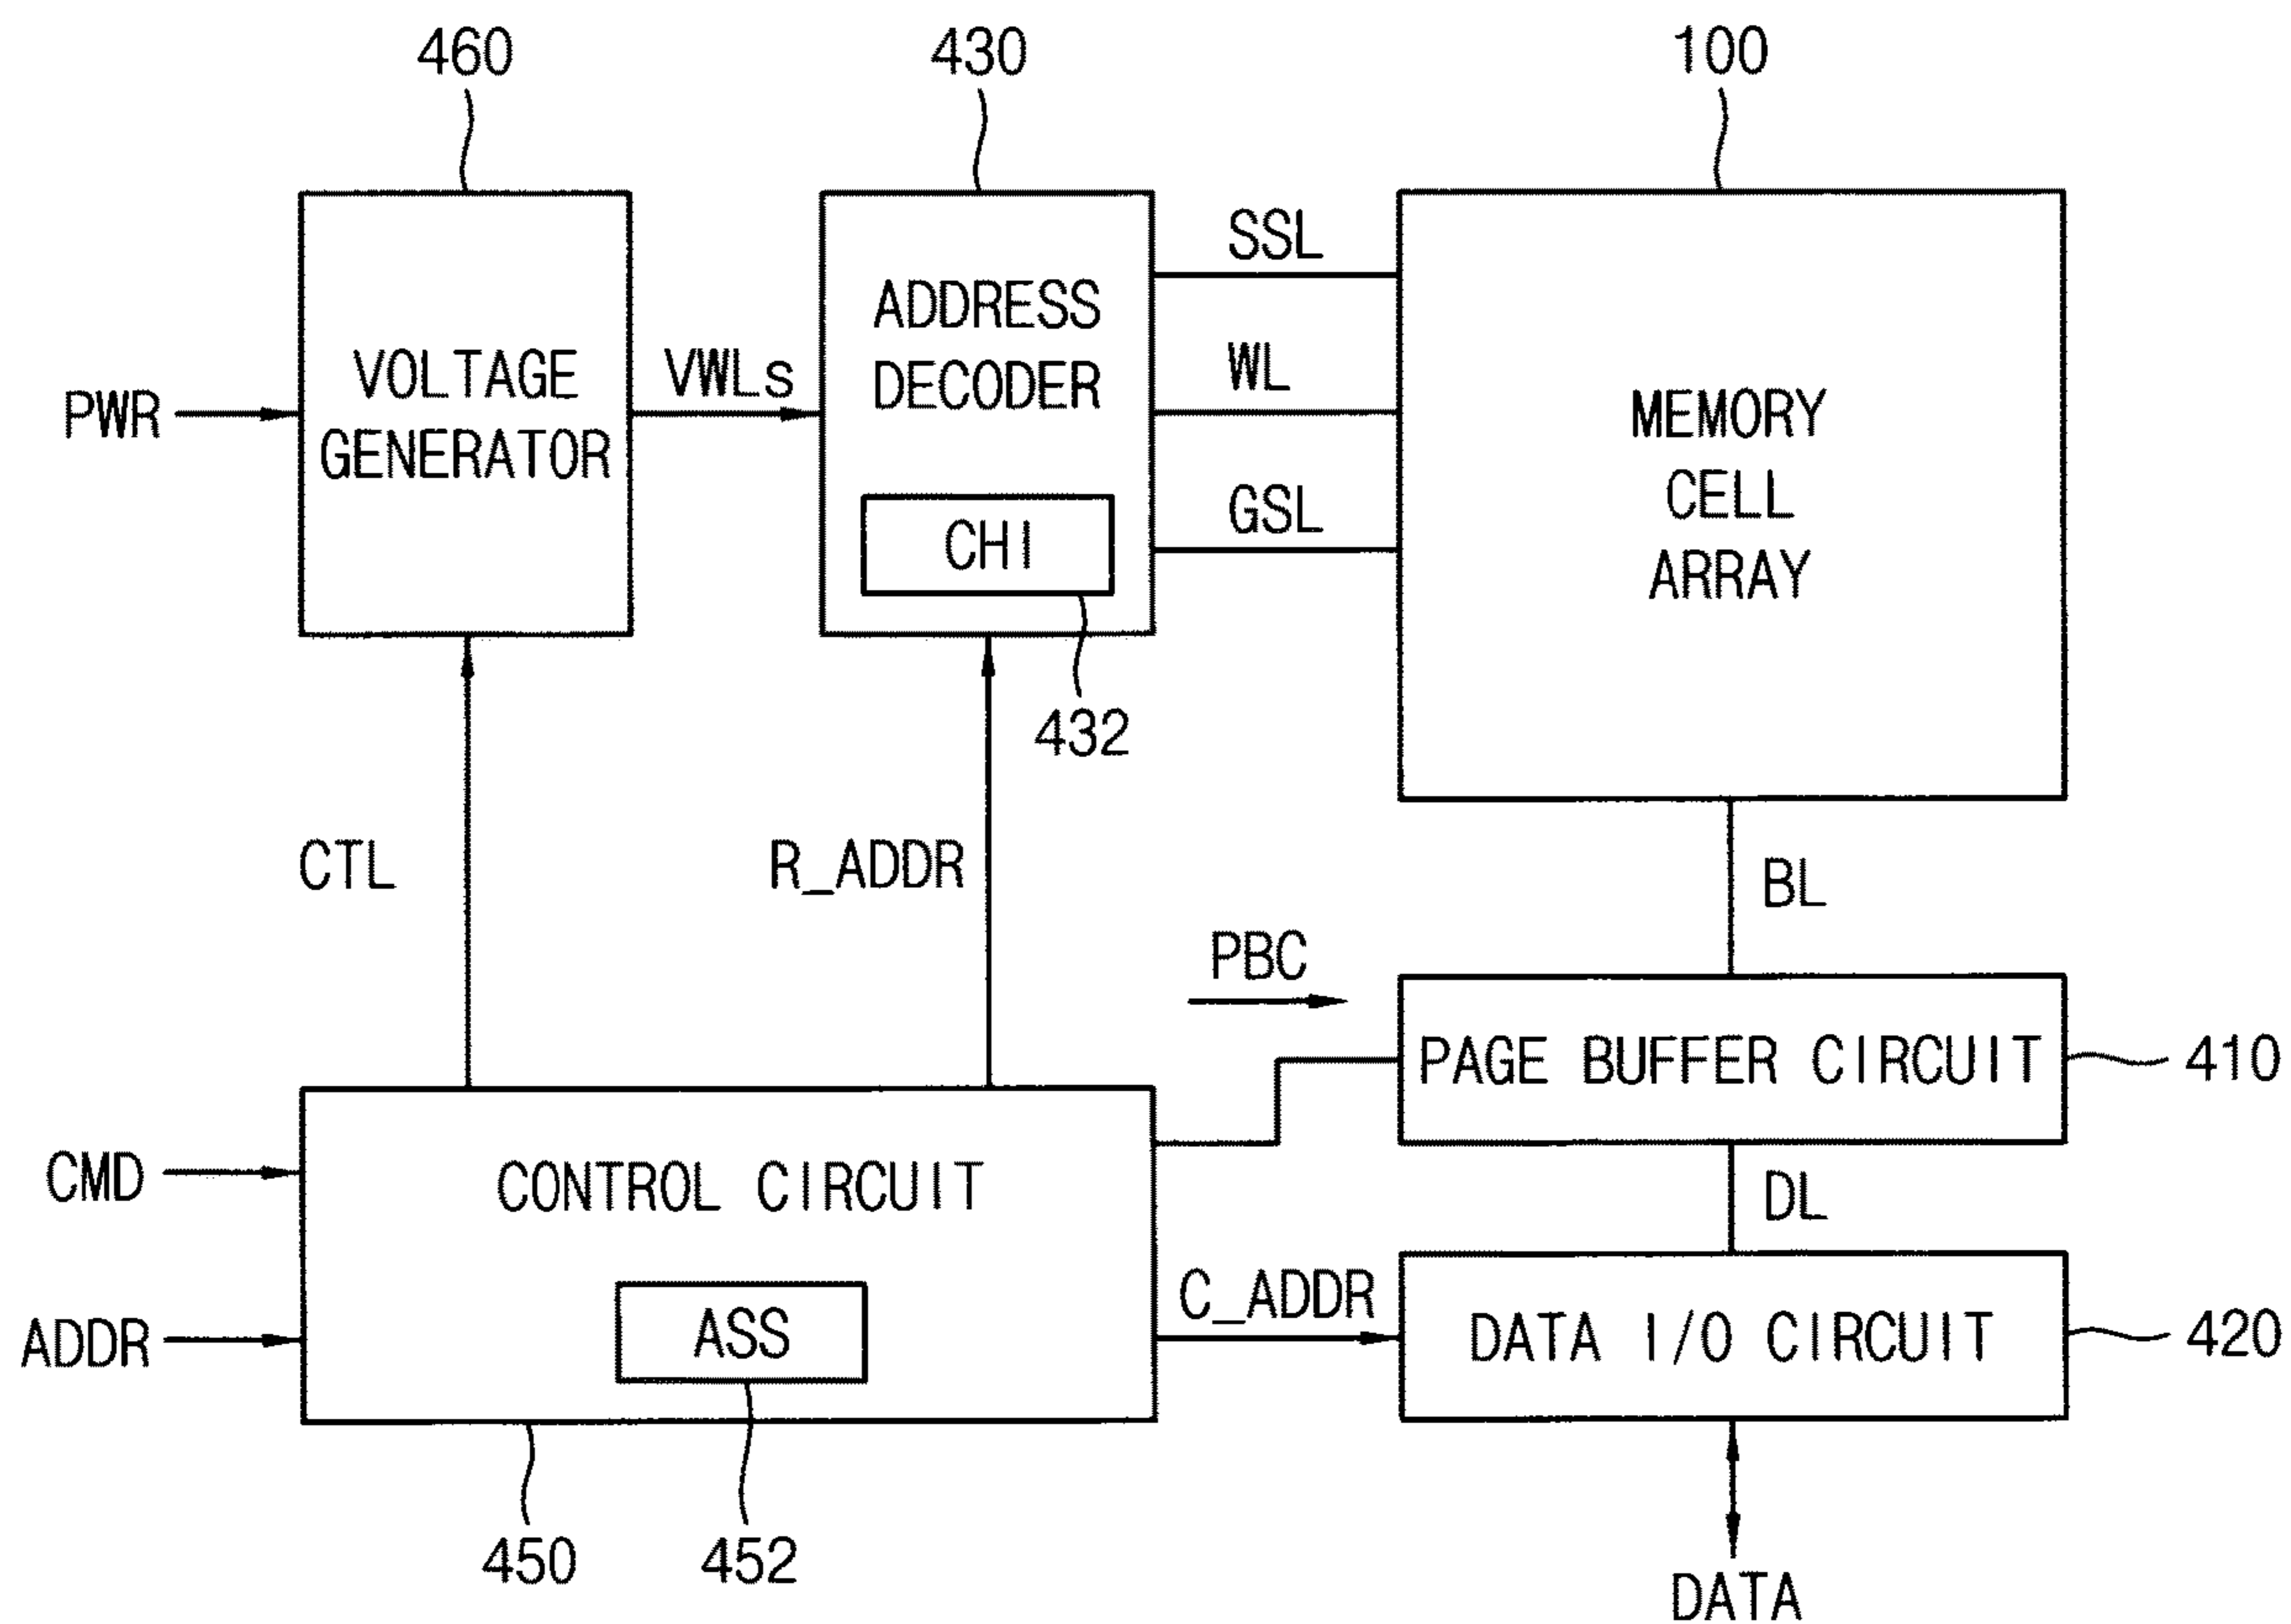 460
430
100
SSL
ADDRESS
DECODER
VOLTAGE
GENERATOR
VWLs
WL
PWR
MEMORY
CELL
ARRAY
GSL
CHI
432
CTL
R_ADDR
BL
PBC
PAGE BUFFER CIRCUIT
410
CMD
CONTROL CIRCUIT
DL
ADDR
ASS
C_ADDR
DATA I/O CIRCUIT
420
450
452
DATA